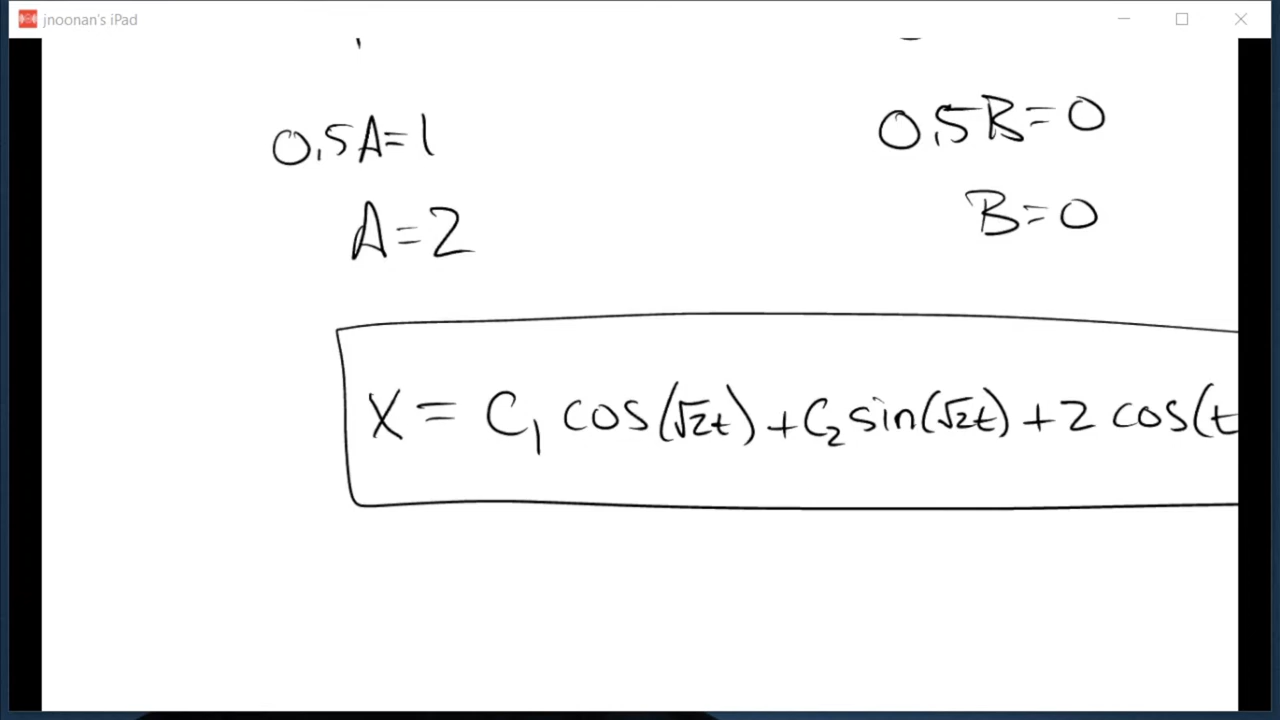 jnoonan's iPad
0.5A=1
0.5B=0
A=2
B=0
X = C₁ cos(√2t)+C₂ sin(√2t)+2 cos(t